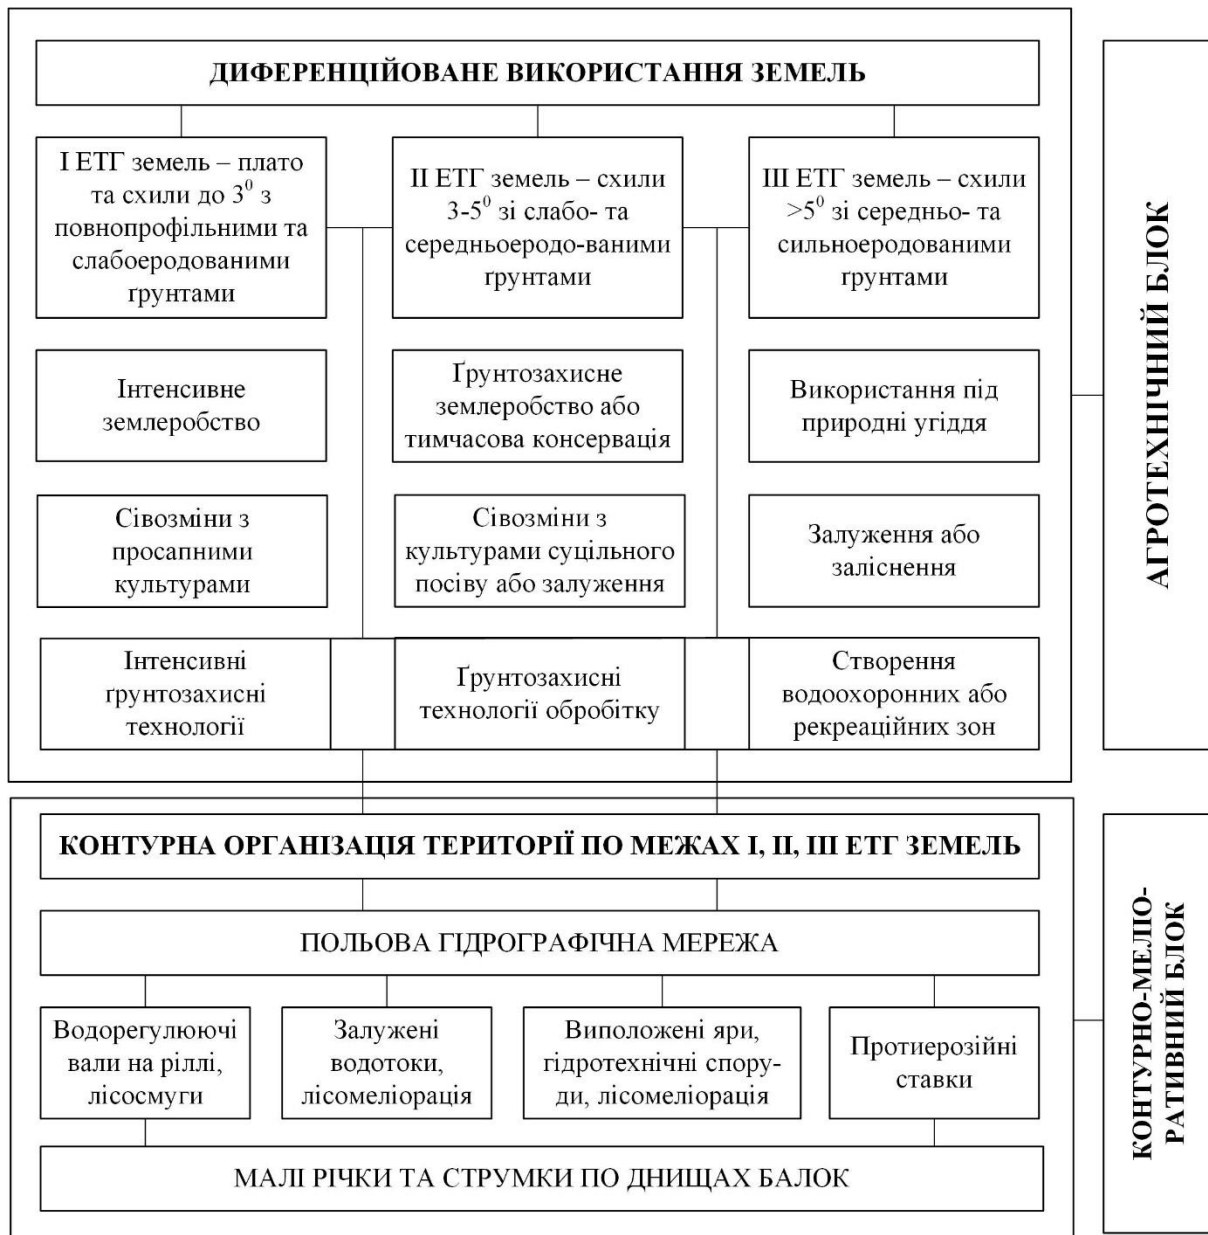 ДИФЕРЕНЦІЙОВАНЕ ВИКОРИСТАННЯ ЗЕМЕЛЬ
І ЕТГ земель – плато
та схили до 3⁰ з
повнопрофільними та
слабоеродованими
ґрунтами
ІІ ЕТГ земель – схили
3-5⁰ зі слабо- та
середньоеродо-ваними
ґрунтами
ІІІ ЕТГ земель – схили
>5⁰ зі середньо- та
сильноеродованими
ґрунтами
Інтенсивне
землеробство
Ґрунтозахисне
землеробство або
тимчасова консервація
Використання під
природні угіддя
Сівозміни з
просапними
культурами
Сівозміни з
культурами суцільного
посіву або залуження
Залуження або
заліснення
Інтенсивні
ґрунтозахисні
технології
Ґрунтозахисні
технології обробітку
Створення
водоохоронних або
рекреаційних зон
АГРОТЕХНІЧНИЙ БЛОК
КОНТУРНА ОРГАНІЗАЦІЯ ТЕРИТОРІЇ ПО МЕЖАХ І, ІІ, ІІІ ЕТГ ЗЕМЕЛЬ
ПОЛЬОВА ГІДРОГРАФІЧНА МЕРЕЖА
Водорегулюючі
вали на ріллі,
лісосмуги
Залужені
водотоки,
лісомеліорація
Виположені яри,
гідротехнічні спору-
ди, лісомеліорація
Протиерозійні
ставки
МАЛІ РІЧКИ ТА СТРУМКИ ПО ДНИЩАХ БАЛОК
КОНТУРНО-МЕЛІО-
РАТИВНИЙ БЛОК